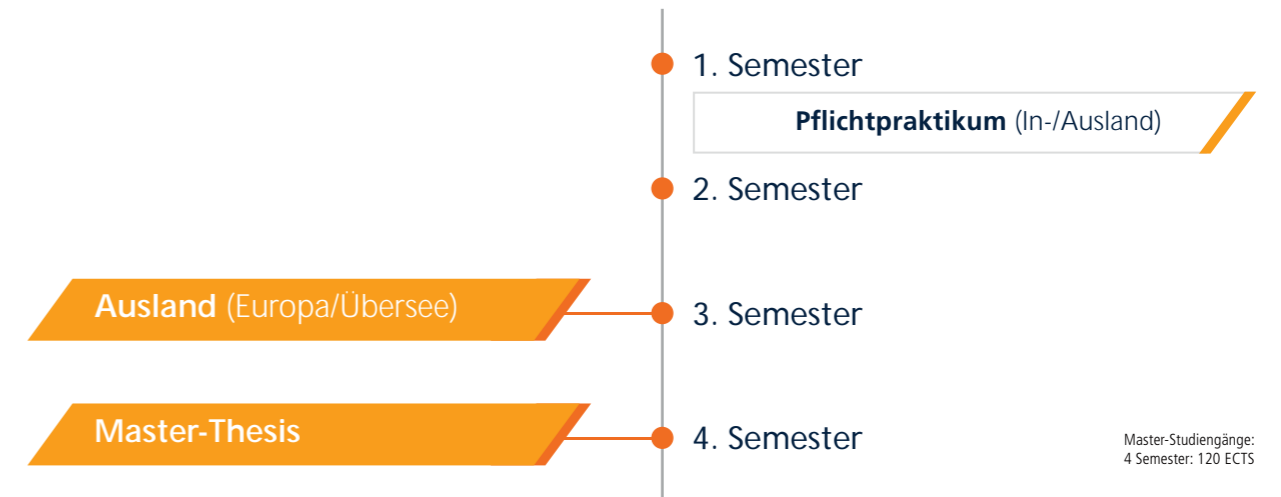 1. Semester
Pflichtpraktikum (In-/Ausland)
2. Semester
Ausland (Europa/Übersee)
3. Semester
Master-Thesis
4. Semester
Master-Studiengänge:
4 Semester: 120 ECTS